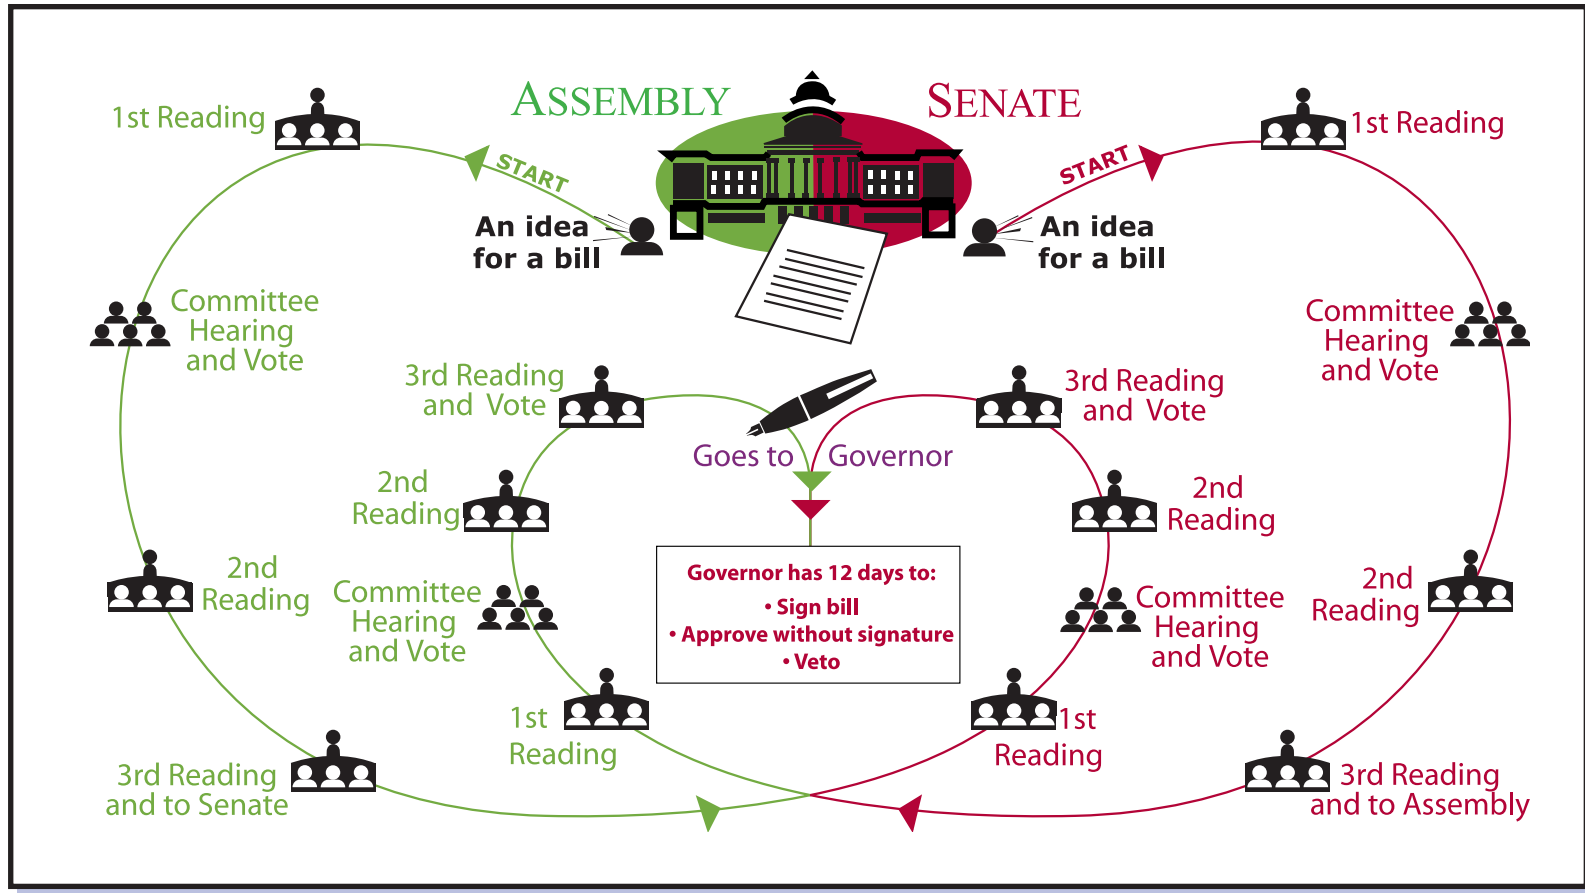 ASSEMBLY
SENATE
1st Reading
START
START
1st Reading
An idea
for a bill
An idea
for a bill
Committee
Hearing
and Vote
Committee
Hearing
and Vote
3rd Reading
and Vote
3rd Reading
and Vote
Goes to Governor
2nd
Reading
2nd
Reading
2nd
Reading
2nd
Reading
Committee
Hearing
and Vote
Committee
Hearing
and Vote
Governor has 12 days to:
• Sign bill
• Approve without signature
• Veto
1st
Reading
1st
Reading
3rd Reading
and to Senate
3rd Reading
and to Assembly